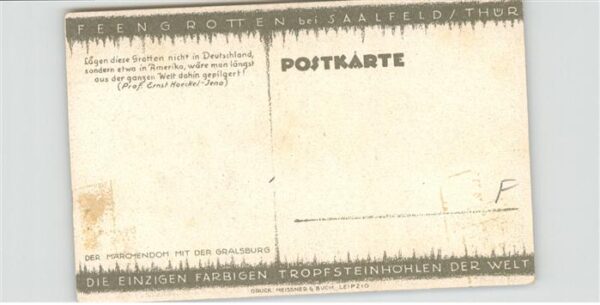 FEENGROTTEN bei SAALFELD/THÜR
Lägen diese Grotten nicht in Deutschland,
sondern etwa in Amerika, wäre man längst
aus der ganzen Welt dahin gepilgert!
(Prof. Ernst Haeckel-Jena)
POSTKARTE
F
DER MÄRCHENDOM MIT DER GRALSBURG
DIE EINZIGEN FARBIGEN TROPFSTEINHÖHLEN DER WELT
DRUCK MEISSNER & BUCH, LEIPZIG